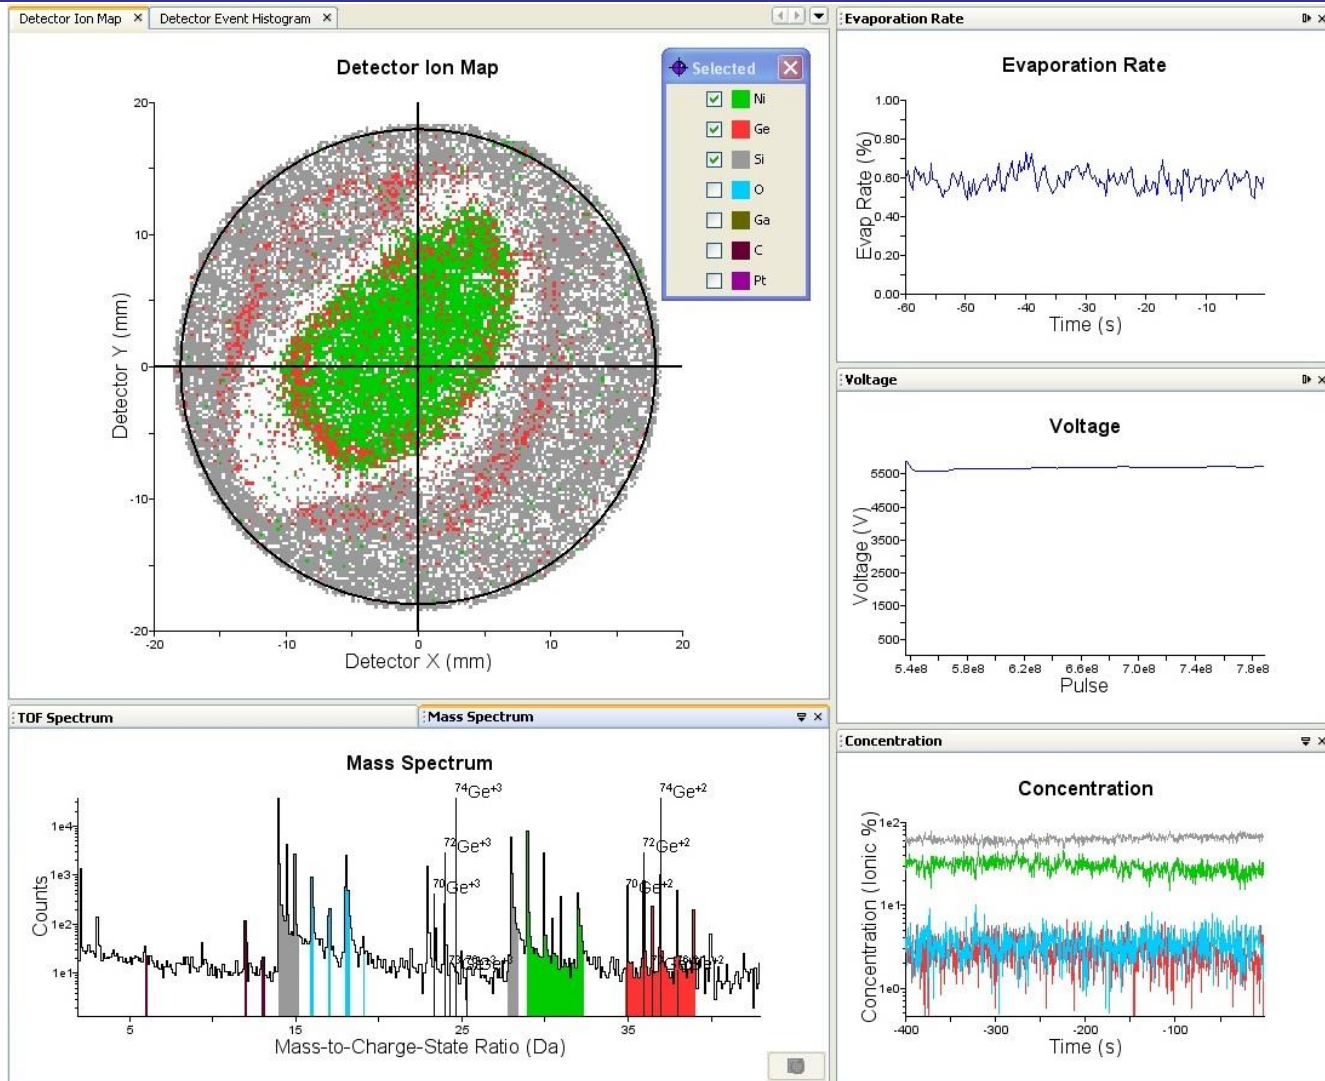 Detector Ion Map
Detector Event Histogram
Detector Ion Map
Selected
Ni
Ge
Si
O
Ga
C
Pt
20
10
0
-10
-20
Detector Y (mm)
-20
-10
0
10
20
Detector X (mm)
TOF Spectrum
Mass Spectrum
Mass Spectrum
74Ge+3
74Ge+2
72Ge+3
72Ge+2
70Ge+3
70Ge+2
1e4
1e3
1e2
1e1
Counts
5
15
25
35
Mass-to-Charge-State Ratio (Da)
Evaporation Rate
Evaporation Rate
1.00
0.80
0.60
0.40
0.20
0.00
Evap Rate (%)
-60
-50
-40
-30
-20
-10
Time (s)
Voltage
Voltage
5500
4500
3500
2500
1500
500
Voltage (V)
5.4e8
5.8e8
6.2e8
6.6e8
7.0e8
7.4e8
7.8e8
Pulse
Concentration
Concentration
1e2
1e1
1e0
Concentration (Ionic %)
-400
-300
-200
-100
Time (s)